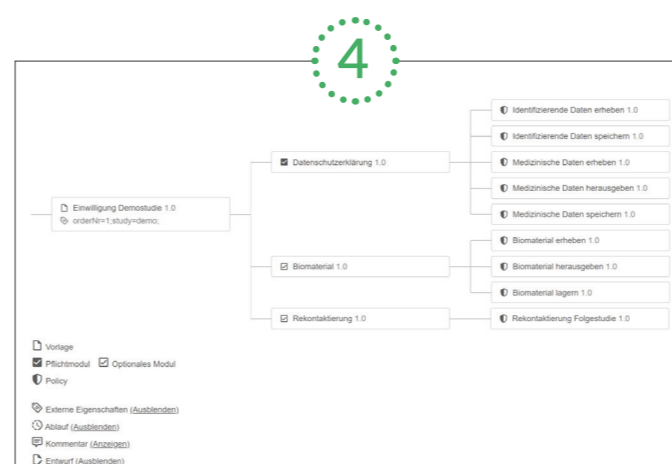 4
Identifizierende Daten erheben 1.0
Identifizierende Daten speichern 1.0
Datenschutzerklärung 1.0
Medizinische Daten erheben 1.0
Medizinische Daten herausgeben 1.0
Einwilligung Demostudie 1.0
orderNr=1;study=demo;
Medizinische Daten speichern 1.0
Biomaterial erheben 1.0
Biomaterial 1.0
Biomaterial herausgeben 1.0
Biomaterial lagern 1.0
Rekontaktierung 1.0
Rekontaktierung Folgestudie 1.0
Vorlage
Pflichtmodul Optionales Modul
Policy
Externe Eigenschaften (Ausblenden)
Ablauf (Ausblenden)
Kommentar (Anzeigen)
Entwurf (Ausblenden)